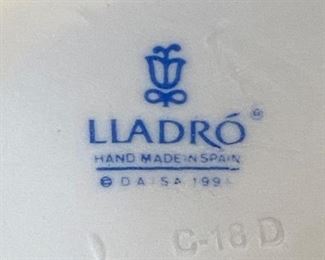 LLADRÓ®
HAND MADE IN SPAIN
© DAISA
C-18 D